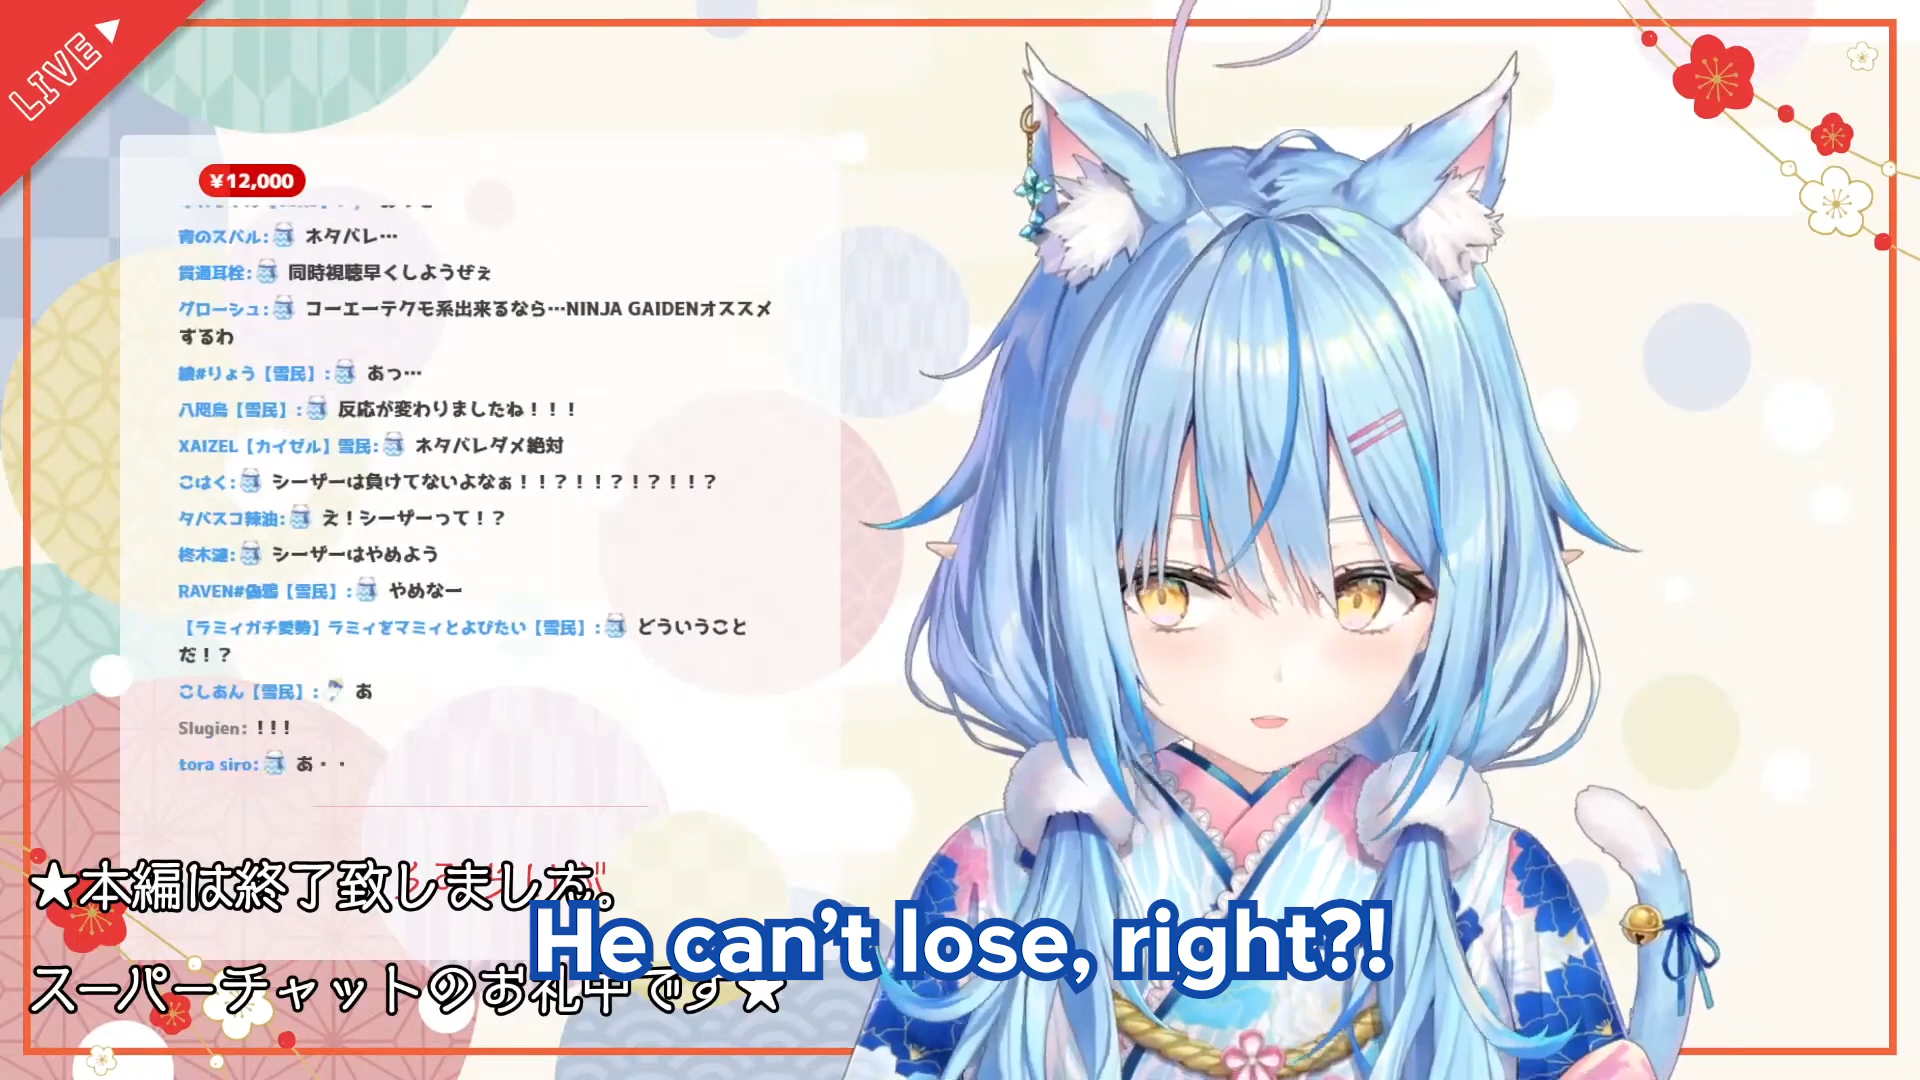 LIVE
¥12,000
青のスバル: ネタバレ…
貫通耳栓: 同時視聴早くしようぜぇ
グローシュ: コーエーテクモ系出来るなら…NINJA GAIDENオススメ
するわ
#りょう【雪民】: あっ…
八咫烏【雪民】: 反応が変わりましたね！！！
XAIZEL【カイゼル】雪民: ネタバレダメ絶対
こはく: シーザーは負けてないよなぁ！！？！！？！？！！？
タバスコ辣油: え！シーザーって！？
柊木漣: シーザーはやめよう
RAVEN#偽鴉【雪民】: やめなー
【ラミィガチ愛勢】ラミィをマミィとよびたい【雪民】: どういうこと
だ！？
こしあん【雪民】: あ
Slugien: ！！！
tora siro: あ・・
★本編は終了致しました。
He can't lose, right?!
スーパーチャットのお礼中です★